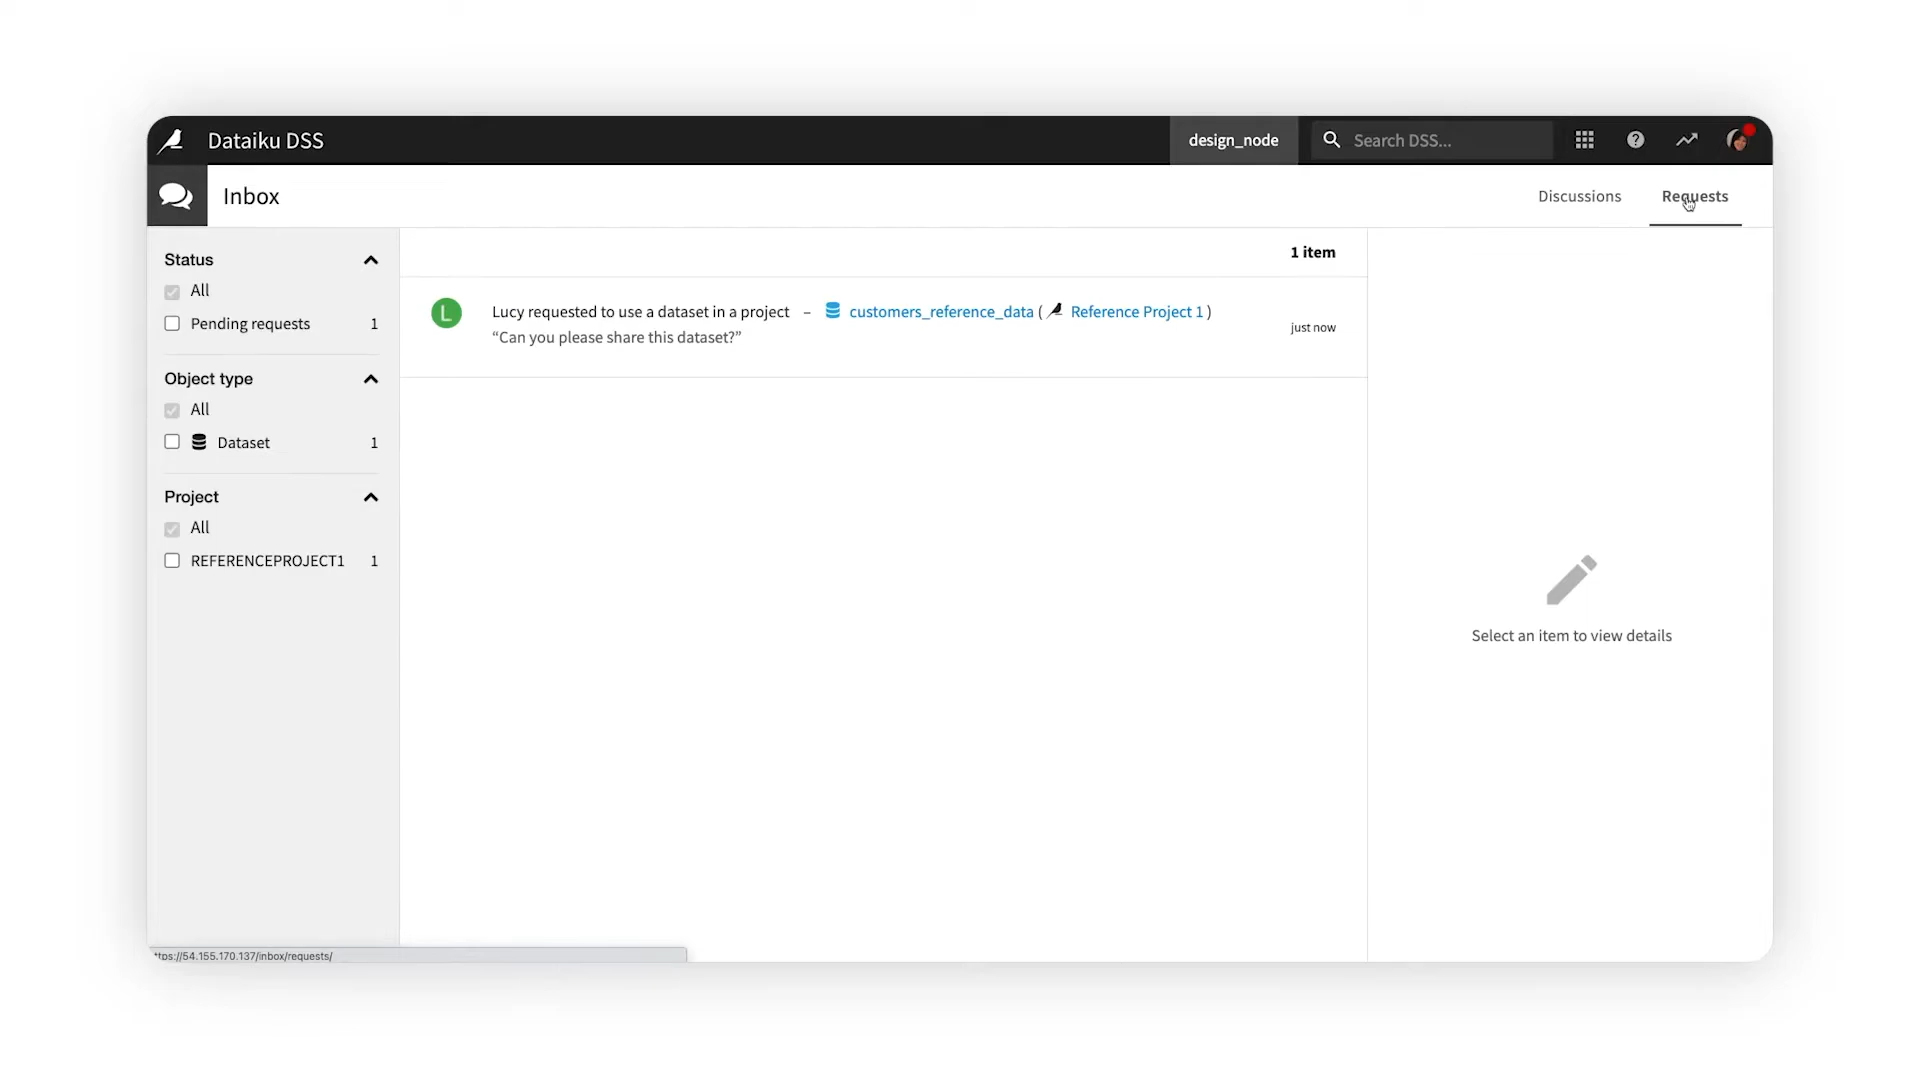 Dataiku DSS
design_node
Search DSS...
Inbox
Discussions
Requests
Status
All
Pending requests 1
Object type
All
Dataset 1
Project
All
REFERENCEPROJECT1 1
1 item
L
Lucy requested to use a dataset in a project – customers_reference_data ( Reference Project 1 )
“Can you please share this dataset?”
just now
Select an item to view details
ttps://54.155.170.137/inbox/requests/